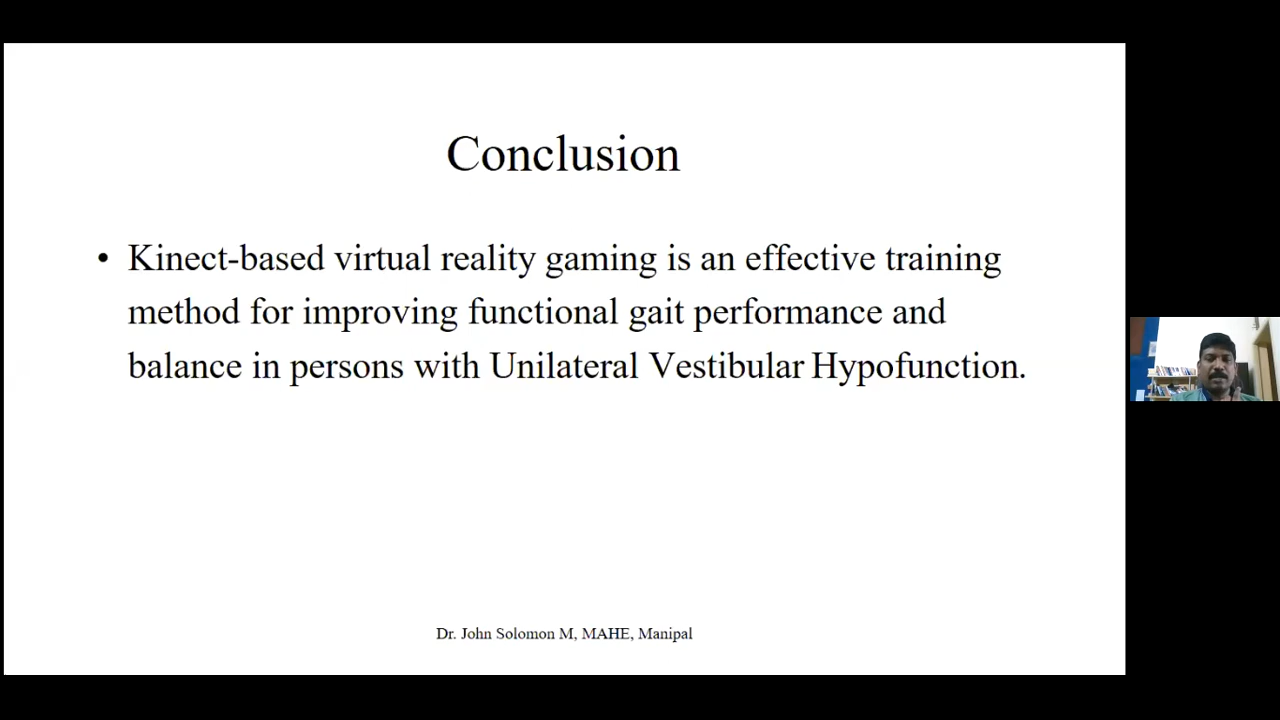 Conclusion
• Kinect-based virtual reality gaming is an effective training
method for improving functional gait performance and
balance in persons with Unilateral Vestibular Hypofunction.
Dr. John Solomon M, MAHE, Manipal